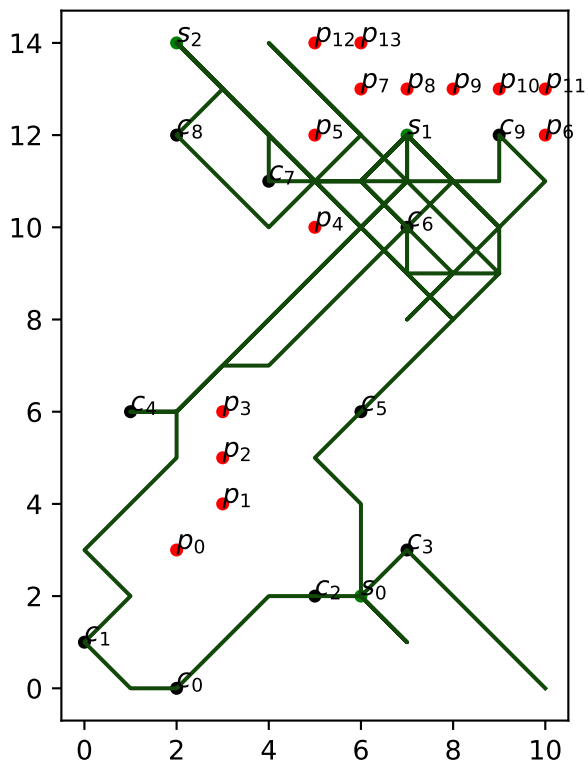 14
s₂
p₁₂
p₁₃
p₇
p₈
p₉
p₁₀
p₁₁
12
c₈
p₅
s₁
c₉
p₆
c₇
10
p₄
c₆
8
6
c₄
p₃
c₅
p₂
4
p₁
p₀
c₃
2
c₂
s₀
c₁
0
c₀
0
2
4
6
8
10